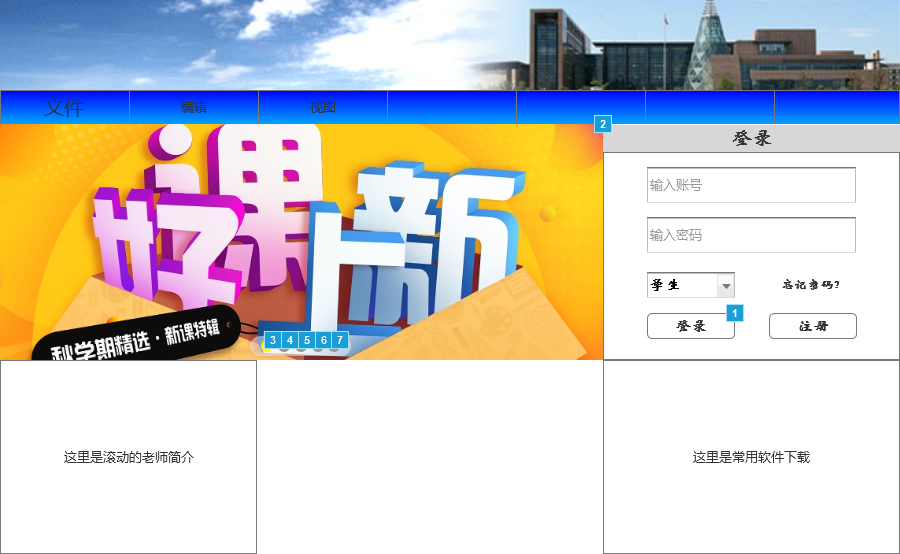 文件 编辑 视图
2
登录
好课
上新
输入账号
输入密码
学生 忘记密码?
1
登录 注册
秋学期精选·新课特辑
3 4 5 6 7
这里是滚动的老师简介
这里是常用软件下载